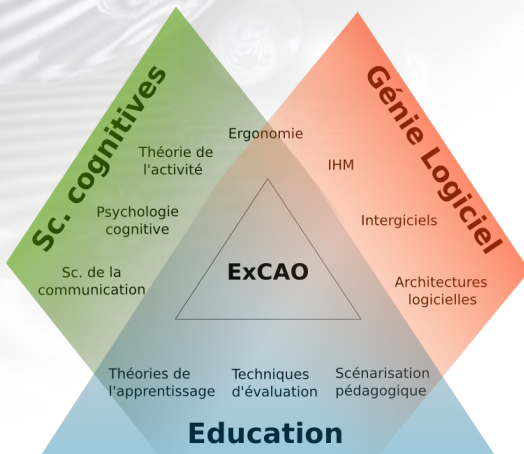 Sc. cognitives
Génie Logiciel
Ergonomie
Théorie de
l'activité
IHM
Psychologie
cognitive
Intergiciels
Sc. de la
communication
ExCAO
Architectures
logicielles
Théories de
l'apprentissage
Techniques
d'évaluation
Scénarisation
pédagogique
Education